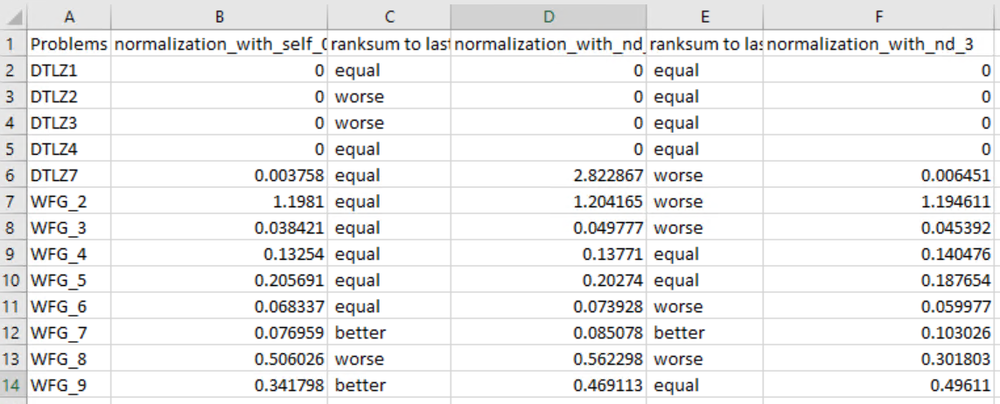 A B C D E F
1 Problems normalization_with_self_0 ranksum to last normalization_with_nd_ ranksum to las normalization_with_nd_3
2 DTLZ1 0 equal 0 equal 0
3 DTLZ2 0 worse 0 equal 0
4 DTLZ3 0 worse 0 equal 0
5 DTLZ4 0 equal 0 equal 0
6 DTLZ7 0.003758 equal 2.822867 worse 0.006451
7 WFG_2 1.1981 equal 1.204165 worse 1.194611
8 WFG_3 0.038421 equal 0.049777 worse 0.045392
9 WFG_4 0.13254 equal 0.13771 equal 0.140476
10 WFG_5 0.205691 equal 0.20274 equal 0.187654
11 WFG_6 0.068337 equal 0.073928 worse 0.059977
12 WFG_7 0.076959 better 0.085078 better 0.103026
13 WFG_8 0.506026 worse 0.562298 worse 0.301803
14 WFG_9 0.341798 better 0.469113 equal 0.49611